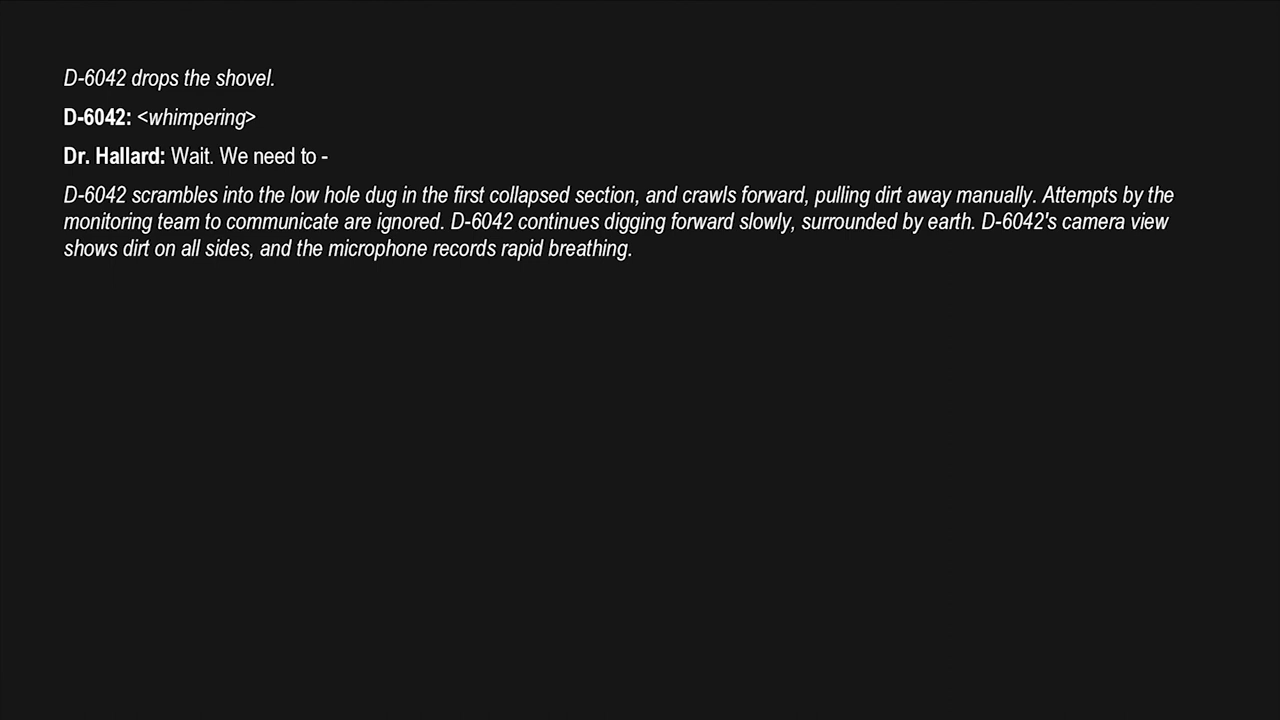 D-6042 drops the shovel.
D-6042: <whimpering>
Dr. Hallard: Wait. We need to -
D-6042 scrambles into the low hole dug in the first collapsed section, and crawls forward, pulling dirt away manually. Attempts by the
monitoring team to communicate are ignored. D-6042 continues digging forward slowly, surrounded by earth. D-6042's camera view
shows dirt on all sides, and the microphone records rapid breathing.